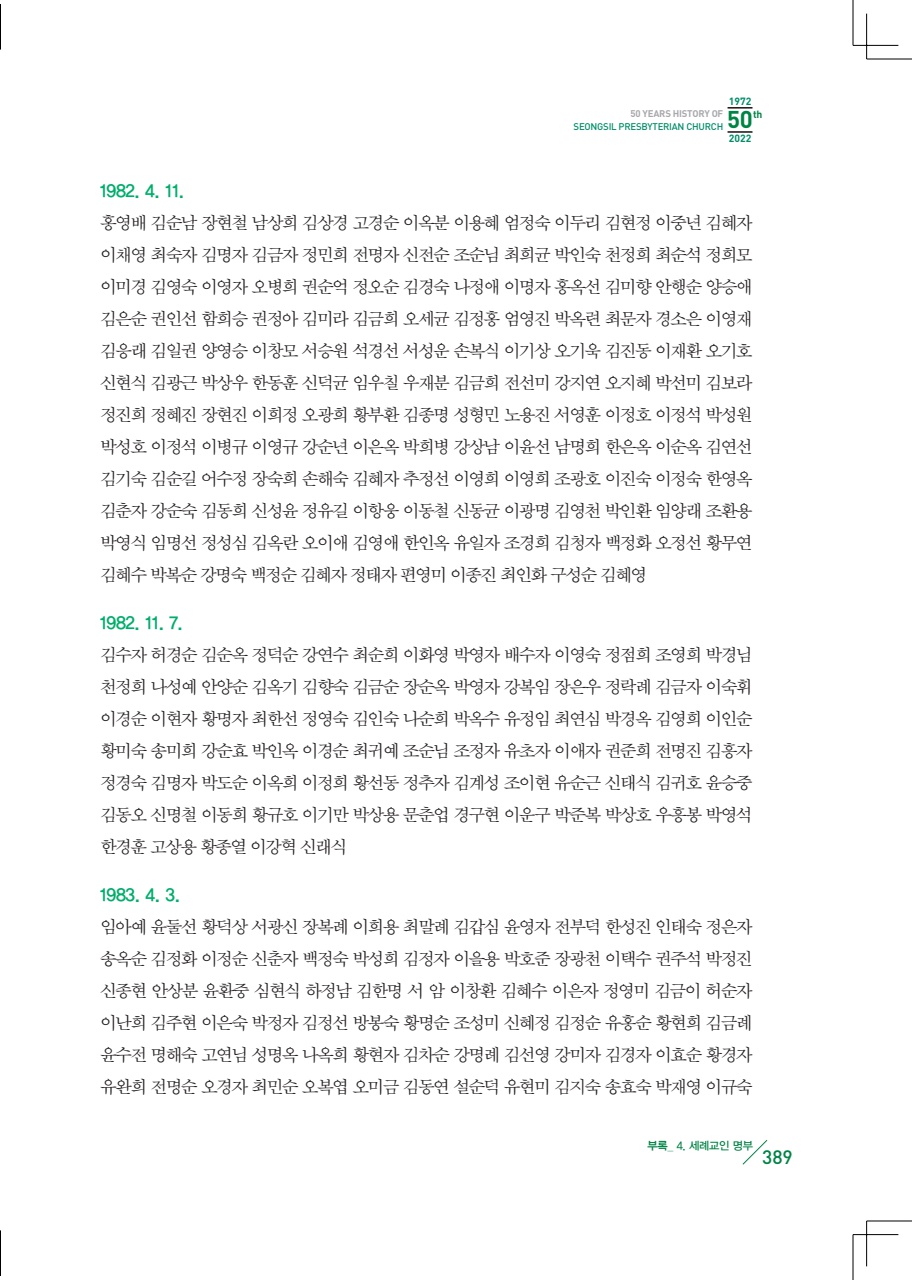 1972
50 YEARS HISTORY OF
SEONGSIL PRESBYTERIAN CHURCH
50th
2022
1982. 4. 11.
홍영배 김순남 장현철 남상희 김상경 고경순 이옥분 이용혜 엄정숙 이두리 김현정 이중년 김혜자
이채영 최숙자 김명자 김금자 정민희 전명자 신전순 조순님 최희균 박인숙 천정희 최순석 정희모
이미경 김영숙 이영자 오병희 권순억 정오순 김경숙 나정애 이명자 홍옥선 김미향 안행순 양승애
김은순 권인선 함희승 권정아 김미라 김금희 오세균 김정홍 엄영진 박옥련 최문자 경소은 이영재
김응래 김일권 양영승 이창모 서승원 석경선 서성운 손복식 이기상 오기욱 김진동 이재환 오기호
신현식 김광근 박상우 한동훈 신덕균 임우칠 우재분 김금희 전선미 강지연 오지혜 박선미 김보라
정진희 정혜진 장현진 이희정 오광희 황부환 김종명 성형민 노용진 서영훈 이정호 이정석 박성원
박성호 이정석 이병규 이영규 강순년 이은옥 박희병 강상남 이윤선 남명희 한은옥 이순옥 김연선
김기숙 김순길 어수정 장숙희 손해숙 김혜자 추정선 이영희 이영희 조광호 이진숙 이정숙 한영옥
김춘자 강순숙 김동희 신성윤 정유길 이항웅 이동철 신동균 이광명 김영천 박인환 임양래 조환용
박영식 임명선 정성심 김옥란 오이애 김영애 한인옥 유일자 조경희 김청자 백정화 오정선 황무연
김혜수 박복순 강명숙 백정순 김혜자 정태자 편영미 이종진 최인화 구성순 김혜영
1982. 11. 7.
김수자 허경순 김순옥 정덕순 강연수 최순희 이화영 박영자 배수자 이영숙 정점희 조영희 박경님
천정희 나성예 안양순 김옥기 김향숙 김금순 장순옥 박영자 강복임 장은우 정락례 김금자 이숙휘
이경순 이현자 황명자 최한선 정영숙 김인숙 나순희 박옥수 유정임 최연심 박경옥 김영희 이인순
황미숙 송미희 강순효 박인옥 이경순 최귀예 조순님 조정자 유초자 이애자 권준희 전명진 김흥자
정경숙 김명자 박도순 이옥희 이정희 황선동 정추자 김계성 조이현 유순근 신태식 김귀호 윤승중
김동오 신명철 이동희 황규호 이기만 박상용 문춘업 경구현 이운구 박준복 박상호 우흥봉 박영석
한경훈 고상용 황종열 이강혁 신래식
1983. 4. 3.
임아예 윤둘선 황덕상 서광신 장복례 이희용 최말례 김갑심 윤영자 전부덕 한성진 인태숙 정은자
송옥순 김정화 이정순 신춘자 백정숙 박성희 김정자 이을용 박호준 장광천 이택수 권주석 박정진
신종현 안상분 윤환중 심현식 하정남 김한명 서 암 이창환 김혜수 이은자 정영미 김금이 허순자
이난희 김주현 이은숙 박정자 김정선 방봉숙 황명순 조성미 신혜정 김정순 유홍순 황현희 김금례
윤수전 명해숙 고연님 성명옥 나옥희 황현자 김차순 강명례 김선영 강미자 김경자 이효순 황경자
유완희 전명순 오경자 최민순 오복엽 오미금 김동연 설순덕 유현미 김지숙 송효숙 박재영 이규숙
부록_ 4. 세례교인 명부
389